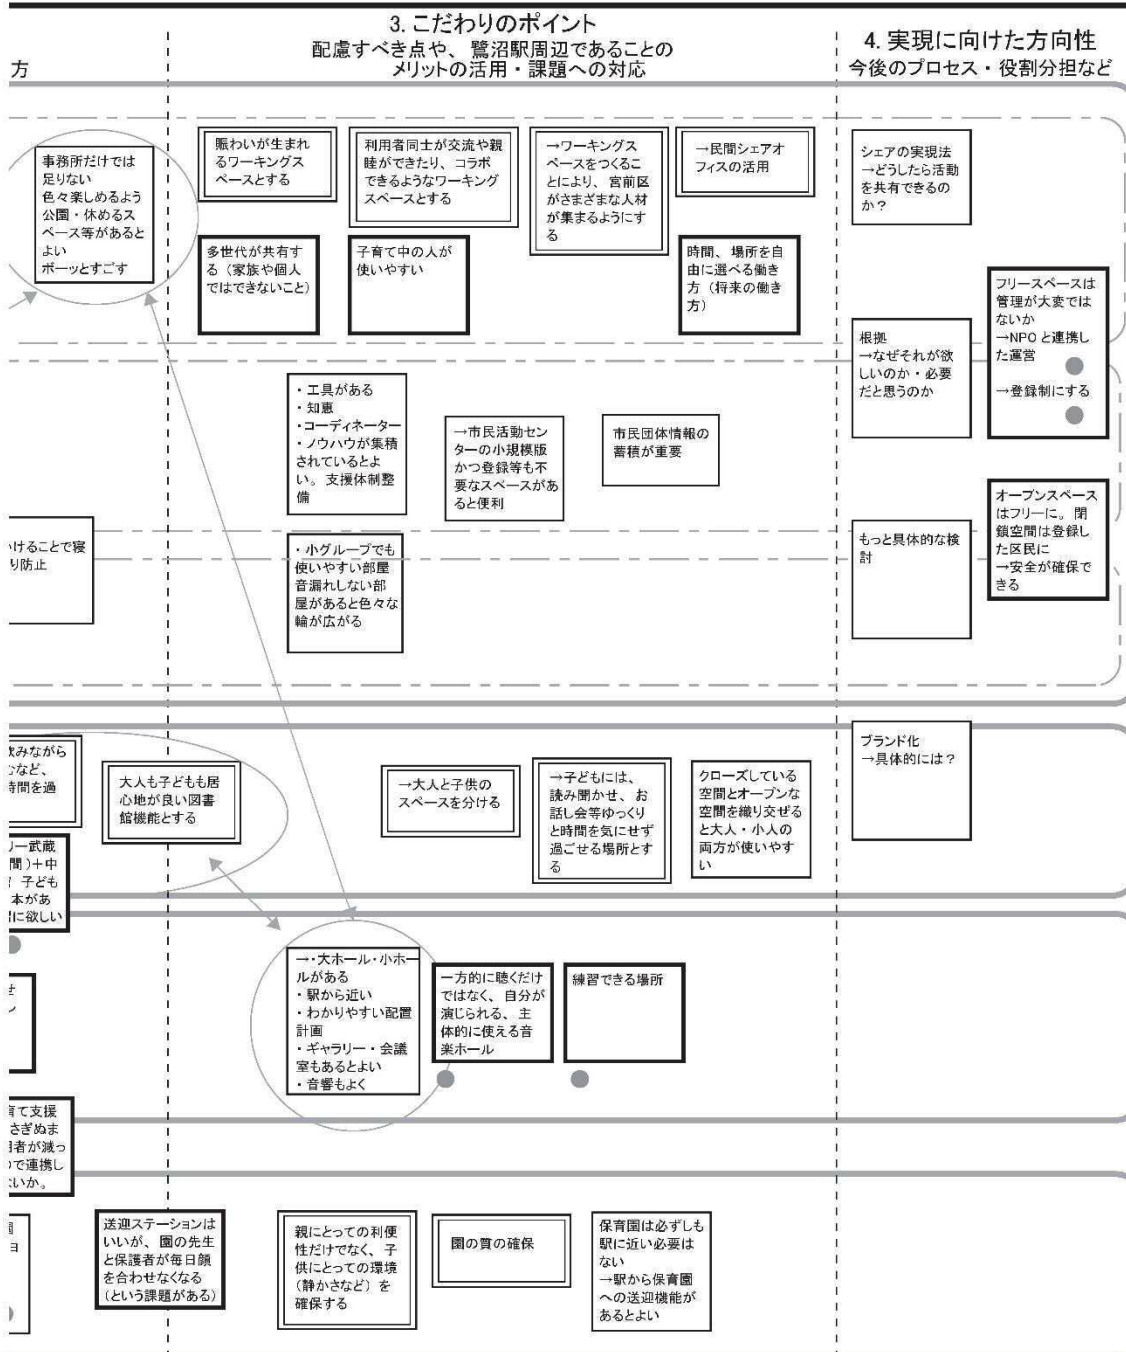 3. こだわりのポイント
配慮すべき点や、鷺沼駅周辺であることの
メリットの活用・課題への対応
4. 実現に向けた方向性
今後のプロセス・役割分担など
方
事務所だけでは
足りない
色々楽しめるよう
公園・休めるス
ペース等があると
よい
ボーッとすごす
賑わいが生まれ
るワーキングス
ペースとする
利用者同士が交流や親
睦ができたり、コラボ
できるようなワーキング
スペースとする
→ワーキングス
ペースをつくるこ
とにより、宮前区
がさまざまな人材
が集まるようにす
る
→民間シェアオ
フィスの活用
シェアの実現法
→どうしたら活動
を共有できるの
か？
多世代が共有す
る（家族や個人
ではできないこと）
子育て中の人が
使いやすい
時間、場所を自
由に選べる働き
方（将来の働き
方）
根拠
→なぜそれが欲
しいのか・必要
だと思うのか
フリースペースは
管理が大変では
ないか
→NPOと連携し
た運営
→登録制にする
・工具がある
・知恵
・コーディネーター
・ノウハウが集積
されているとよ
い。支援体制整
備
→市民活動セン
ターの小規模版
かつ登録等も不
要なスペースがあ
ると便利
市民団体情報の
蓄積が重要
いけることで寝
り防止
・小グループでも
使いやすい部屋
音漏れしない部
屋があると色々な
輪が広がる
もっと具体的な検
討
オープンスペース
はフリーに。閉
鎖空間は登録し
た区民に
→安全が確保で
きる
飲みながら
むなど、
時間を過
大人も子どもも居
心地が良い図書
館機能とする
→大人と子供の
スペースを分ける
→子どもには、
読み聞かせ、お
話し会等ゆっくり
と時間を気にせず
過ごせる場所とす
る
クローズしている
空間とオープンな
空間を織り交ぜる
と大人・小人の
両方が使いやす
い
ブランド化
→具体的には？
リー武蔵
間）＋中
子ども
本があ
に欲しい
→・大ホール・小ホー
ルがある
・駅から近い
・わかりやすい配置
計画
・ギャラリー・会議
室もあるとよい
・音響もよく
一方的に聴くだけ
ではなく、自分が
演じられる、主
体的に使える音
楽ホール
練習できる場所
せ
し
育て支援
さぎぬま
用者が減っ
ので連携し
ないか。
園
日
送迎ステーションは
いいが、園の先生
と保護者が毎日顔
を合わせなくなる
（という課題がある）
親にとっての利便
性だけでなく、子
供にとっての環境
（静かさなど）を
確保する
園の質の確保
保育園は必ずしも
駅に近い必要は
ない
→駅から保育園
への送迎機能が
あるとよい